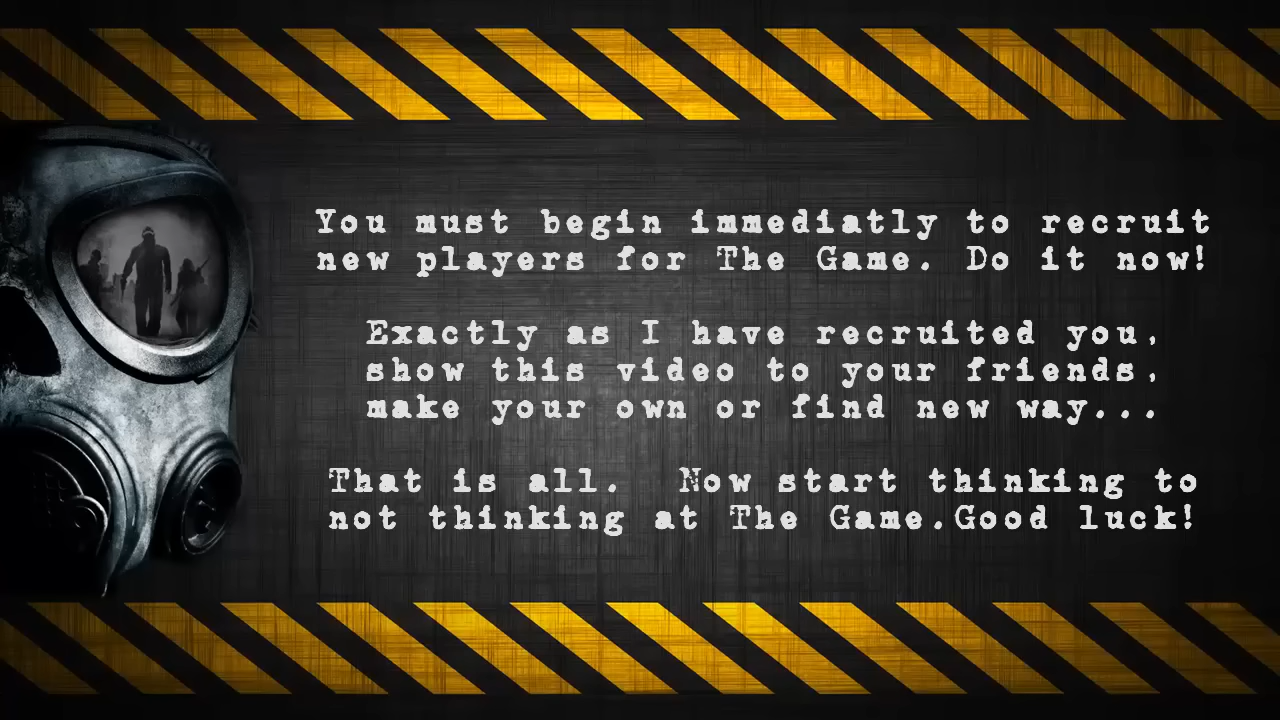 You must begin immediatly to recruit
new players for The Game. Do it now!
Exactly as I have recruited you,
show this video to your friends,
make your own or find new way...
That is all. Now start thinking to
not thinking at The Game.Good luck!